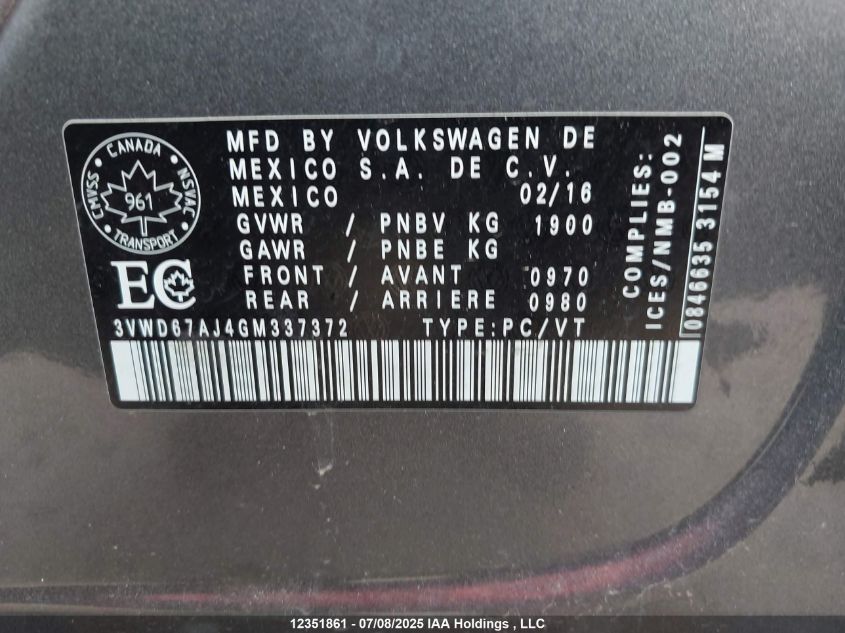 CANADA
CMVSS
NSVAC
961
TRANSPORT
EC
MFD BY VOLKSWAGEN DE
MEXICO S.A. DE C.V.
MEXICO 02/16
GVWR / PNBV KG 1900
GAWR / PNBE KG
FRONT / AVANT 0970
REAR / ARRIERE 0980
3VWD67AJ4GM337372 TYPE:PC/VT
COMPLIES:
ICES/NMB-002
0846635 3154 M
12351861 - 07/08/2025 IAA Holdings , LLC